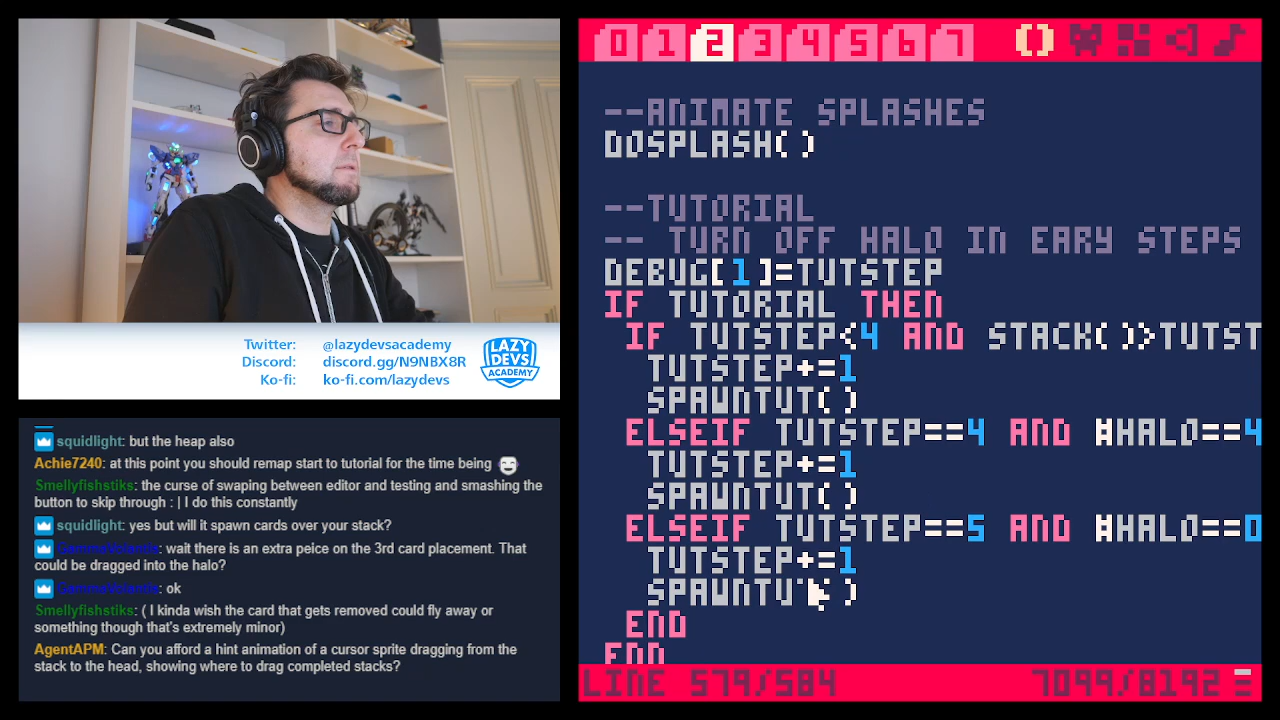 Twitter: @lazydevsacademy
Discord: discord.gg/N9NBX8R
Ko-fi: ko-fi.com/lazydevs
LAZY
DEVS
ACADEMY
squidlight: but the heap also
Achie7240: at this point you should remap start to tutorial for the time being
Smellyfishstiks: the curse of swaping between editor and testing and smashing the
button to skip through : | I do this constantly
squidlight: yes but will it spawn cards over your stack?
GammaVolantis: wait there is an extra peice on the 3rd card placement. That
could be dragged into the halo?
GammaVolantis: ok
Smellyfishstiks: ( I kinda wish the card that gets removed could fly away or
something though that's extremely minor)
AgentAPM: Can you afford a hint animation of a cursor sprite dragging from the
stack to the head, showing where to drag completed stacks?
0 1 2 3 4 5 6 7 ()
--ANIMATE SPLASHES
DOSPLASH()
--TUTORIAL
-- TURN OFF HALO IN EARY STEPS
DEBUG[1]=TUTSTEP
IF TUTORIAL THEN
IF TUTSTEP<4 AND STACK()>TUTST
TUTSTEP+=1
SPAWNTUT()
ELSEIF TUTSTEP==4 AND #HALO==4
TUTSTEP+=1
SPAWNTUT()
ELSEIF TUTSTEP==5 AND #HALO==0
TUTSTEP+=1
SPAWNTUT()
END
END
LINE 579/584 7099/8192